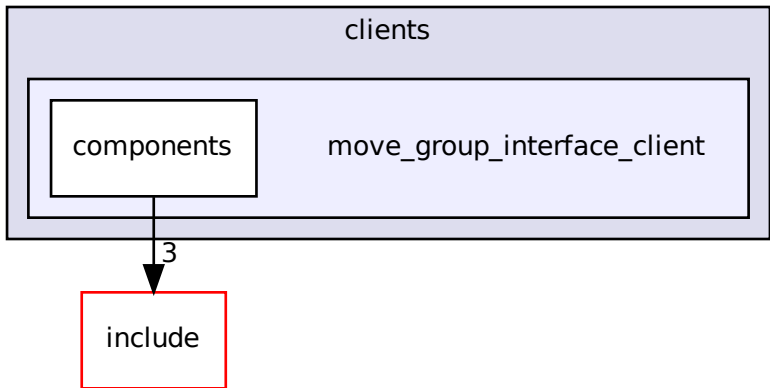 clients
components
move_group_interface_client
3
include